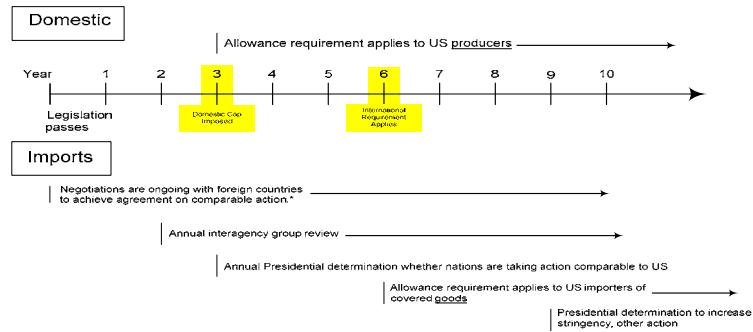 Domestic
Allowance requirement applies to US producers
Year 1 2 3 4 5 6 7 8 9 10
Legislation
passes
Domestic Cap
Imposed
International
Requirement
Applies
Imports
Negotiations are ongoing with foreign countries
to achieve agreement on comparable action.*
Annual interagency group review
Annual Presidential determination whether nations are taking action comparable to US
Allowance requirement applies to US importers of
covered goods
Presidential determination to increase
stringency, other action